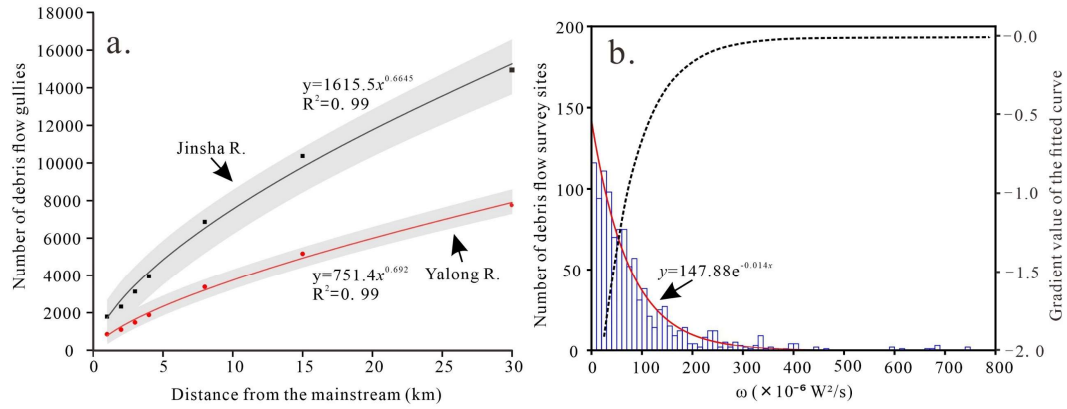 a.
Number of debris flow gullies
18000
16000
14000
12000
10000
8000
6000
4000
2000
0
y=1615.5x^0.6645
R²=0.99
Jinsha R.
y=751.4x^0.692
R²=0.99
Yalong R.
0 5 10 15 20 25 30
Distance from the mainstream (km)
b.
Number of debris flow survey sites
200
150
100
50
0
y=147.88e^-0.014x
0 100 200 300 400 500 600 700 800
ω (×10⁻⁶ W²/s)
-0.0
-0.5
-1.0
-1.5
-2.0
Gradient value of the fitted curve